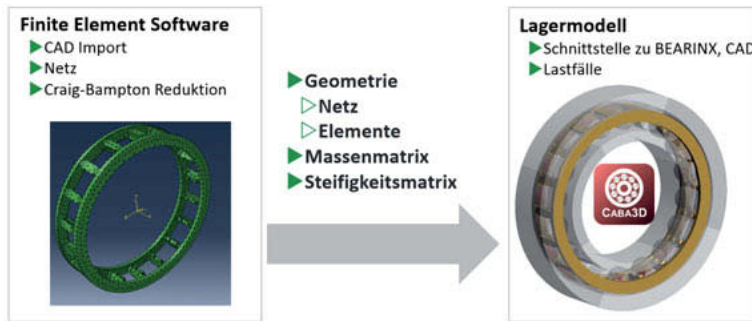 Finite Element Software
▶CAD Import
▶Netz
▶Craig-Bampton Reduktion
▶Geometrie
▷Netz
▷Elemente
▶Massenmatrix
▶Steifigkeitsmatrix
Lagermodell
▶Schnittstelle zu BEARINX, CAD
▶Lastfälle
CABA3D